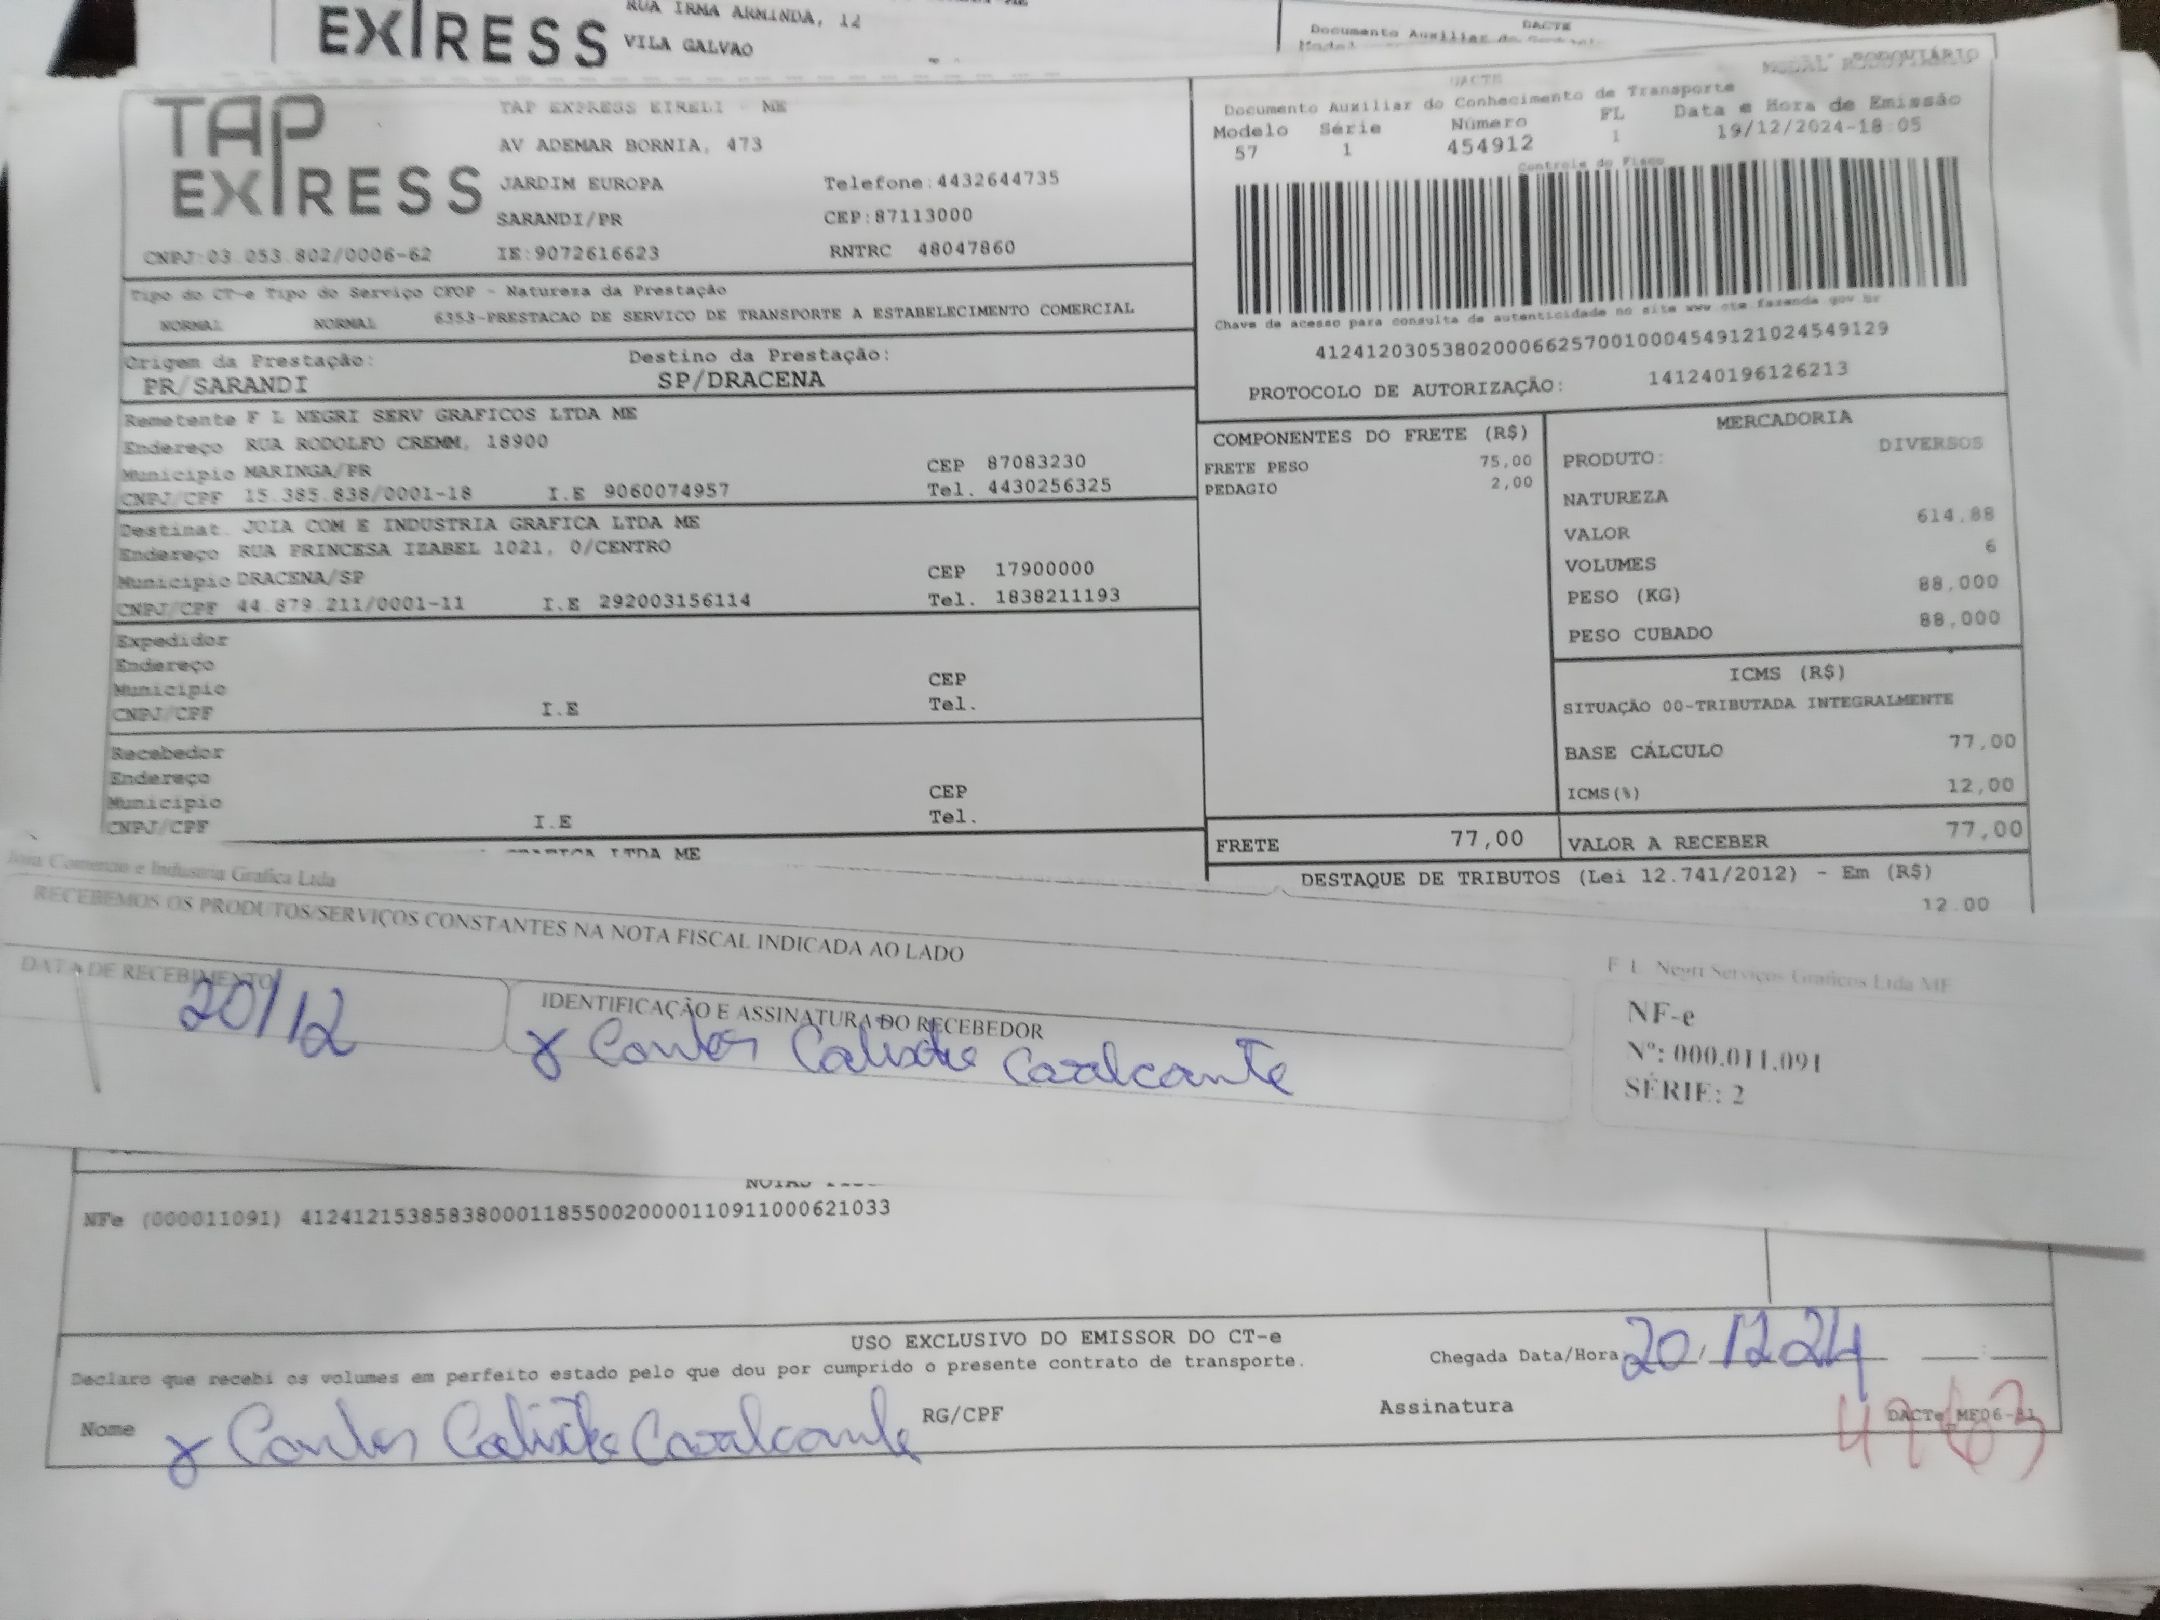 EXPRESS
RUA IRMA ARMINDA, 12
VILA GALVAO
DACTE
Documento Auxiliar do
TAP
EXPRESS
TAP EXPRESS EIRELI - ME
AV ADEMAR BORNIA, 473
JARDIM EUROPA
Telefone:4432644735
SARANDI/PR
CEP:87113000
CNPJ:03.053.802/0006-62
IE:9072616623
RNTRC 48047860
DACTE
MODAL RODOVIÁRIO
Documento Auxiliar do Conhecimento de Transporte
Modelo Série Número FL Data e Hora de Emissão
57 1 454912 1 19/12/2024-18:05
Controle do Fisco
Chave de acesso para consulta de autenticidade no site www.cte.fazenda.gov.br
41241203053802000662570010004549121024549129
PROTOCOLO DE AUTORIZAÇÃO: 141240196126213
Tipo do CT-e Tipo do Serviço CFOP - Natureza da Prestação
NORMAL NORMAL 6353-PRESTACAO DE SERVICO DE TRANSPORTE A ESTABELECIMENTO COMERCIAL
Origem da Prestação: Destino da Prestação:
PR/SARANDI SP/DRACENA
Remetente F L NEGRI SERV GRAFICOS LTDA ME
Endereço RUA RODOLFO CREMM, 18900
Município MARINGA/PR CEP 87083230
CNPJ/CPF 15.385.838/0001-18 I.E 9060074957 Tel. 4430256325
Destinat. JOIA COM E INDUSTRIA GRAFICA LTDA ME
Endereço RUA PRINCESA IZABEL 1021, 0/CENTRO
Município DRACENA/SP CEP 17900000
CNPJ/CPF 44.879.211/0001-11 I.E 292003156114 Tel. 1838211193
Expedidor
Endereço
Município CEP
CNPJ/CPF I.E Tel.
Recebedor
Endereço
Município CEP
CNPJ/CPF I.E Tel.
LTDA ME
COMPONENTES DO FRETE (R$)
FRETE PESO 75,00
PEDAGIO 2,00
FRETE 77,00
MERCADORIA
PRODUTO: DIVERSOS
NATUREZA
VALOR 614,88
VOLUMES 6
PESO (KG) 88,000
PESO CUBADO 88,000
ICMS (R$)
SITUAÇÃO 00-TRIBUTADA INTEGRALMENTE
BASE CÁLCULO 77,00
ICMS(%) 12,00
VALOR A RECEBER 77,00
DESTAQUE DE TRIBUTOS (Lei 12.741/2012) - Em (R$)
12.00
Joia Comercio e Industria Grafica Ltda
RECEBEMOS OS PRODUTOS/SERVIÇOS CONSTANTES NA NOTA FISCAL INDICADA AO LADO
DATA DE RECEBIMENTO
20/12
IDENTIFICAÇÃO E ASSINATURA DO RECEBEDOR
Carlos Calixto Cavalcante
F L Negri Serviços Graficos Ltda ME
NF-e
Nº: 000.011.091
SÉRIE: 2
NFe (000011091) 41241215385838000118550020000110911000621033
USO EXCLUSIVO DO EMISSOR DO CT-e
Declaro que recebi os volumes em perfeito estado pelo que dou por cumprido o presente contrato de transporte.
Chegada Data/Hora 20/12 24
Nome Carlos Calixto Cavalcante RG/CPF Assinatura